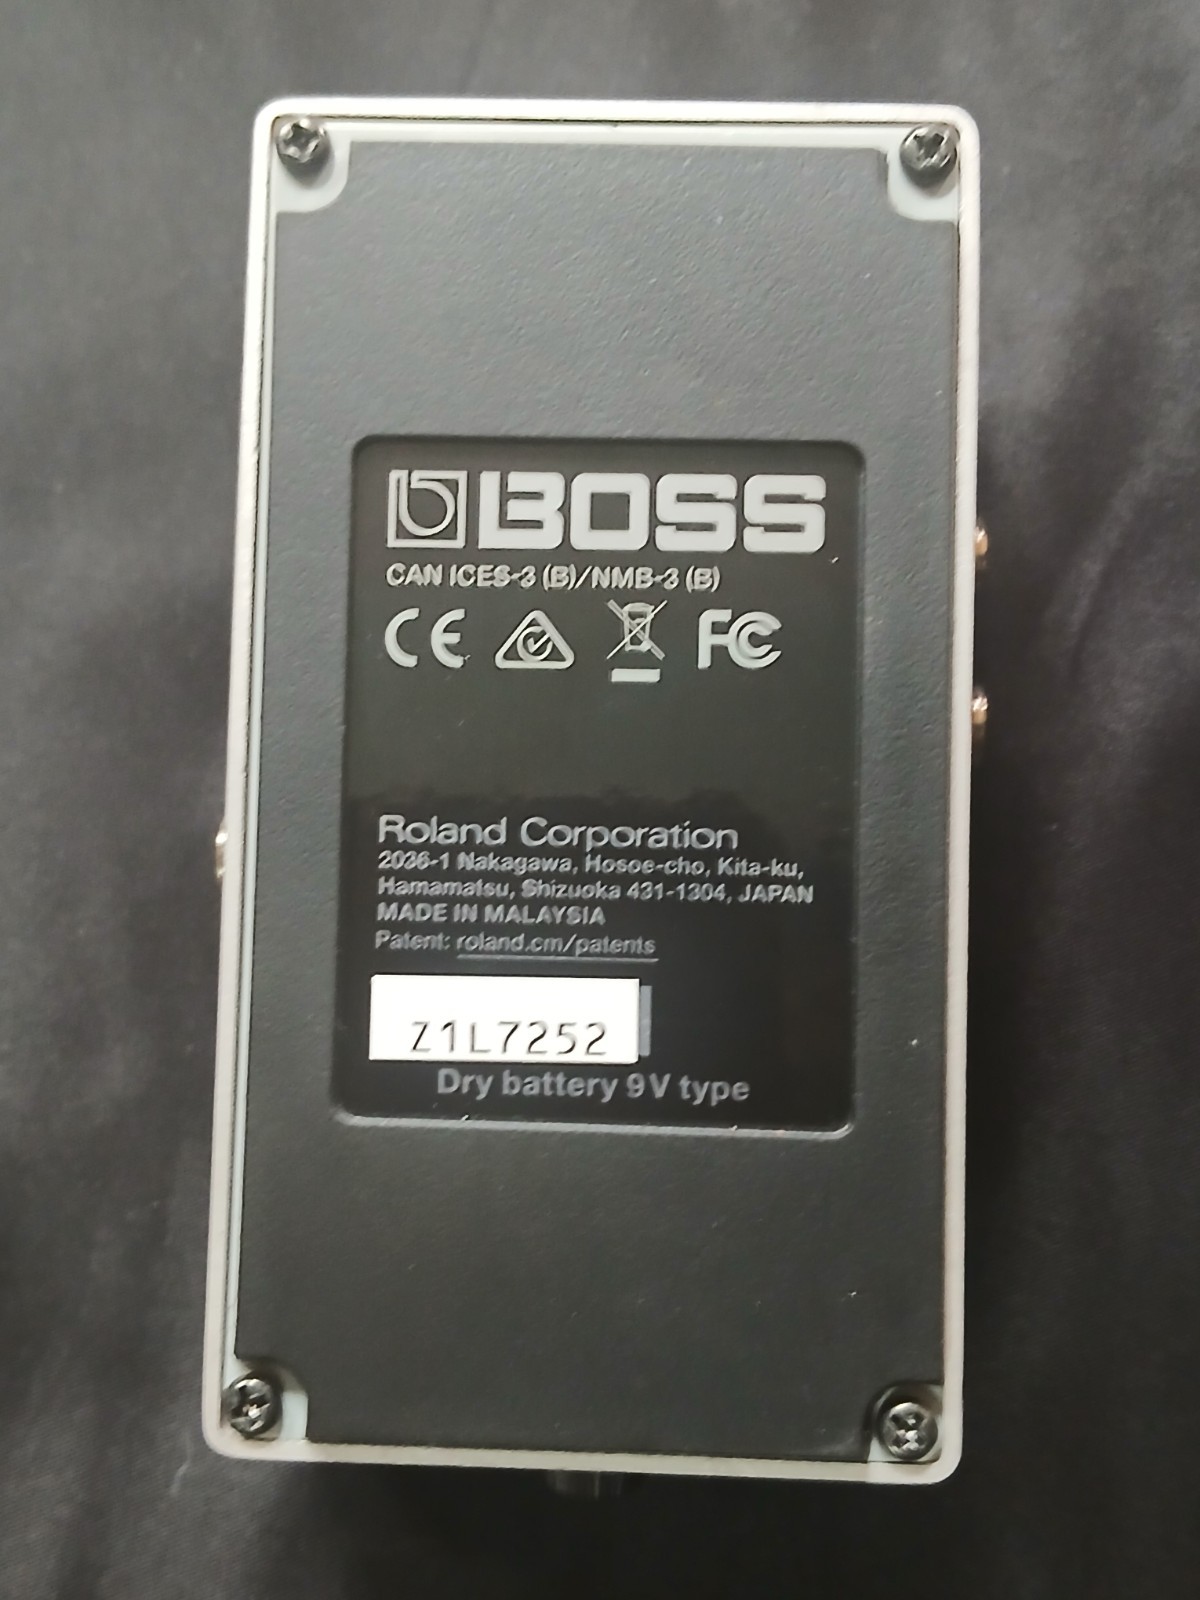 BOSS
CAN ICES-3 (B)/NMB-3 (B)
CE FC
Roland Corporation
2036-1 Nakagawa, Hosoe-cho, Kita-ku,
Hamamatsu, Shizuoka 431-1304, JAPAN
MADE IN MALAYSIA
Patent: roland.cm/patents
Z1L7252
Dry battery 9V type